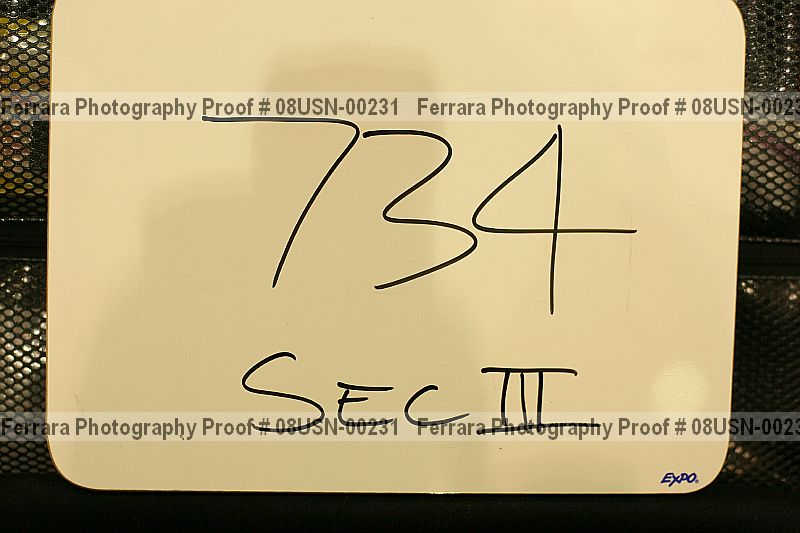 Ferrara Photography Proof # 08USN-00231 Ferrara Photography Proof # 08USN-0023
734
SEC III
Ferrara Photography Proof # 08USN-00231 Ferrara Photography Proof # 08USN-0023
EXPO